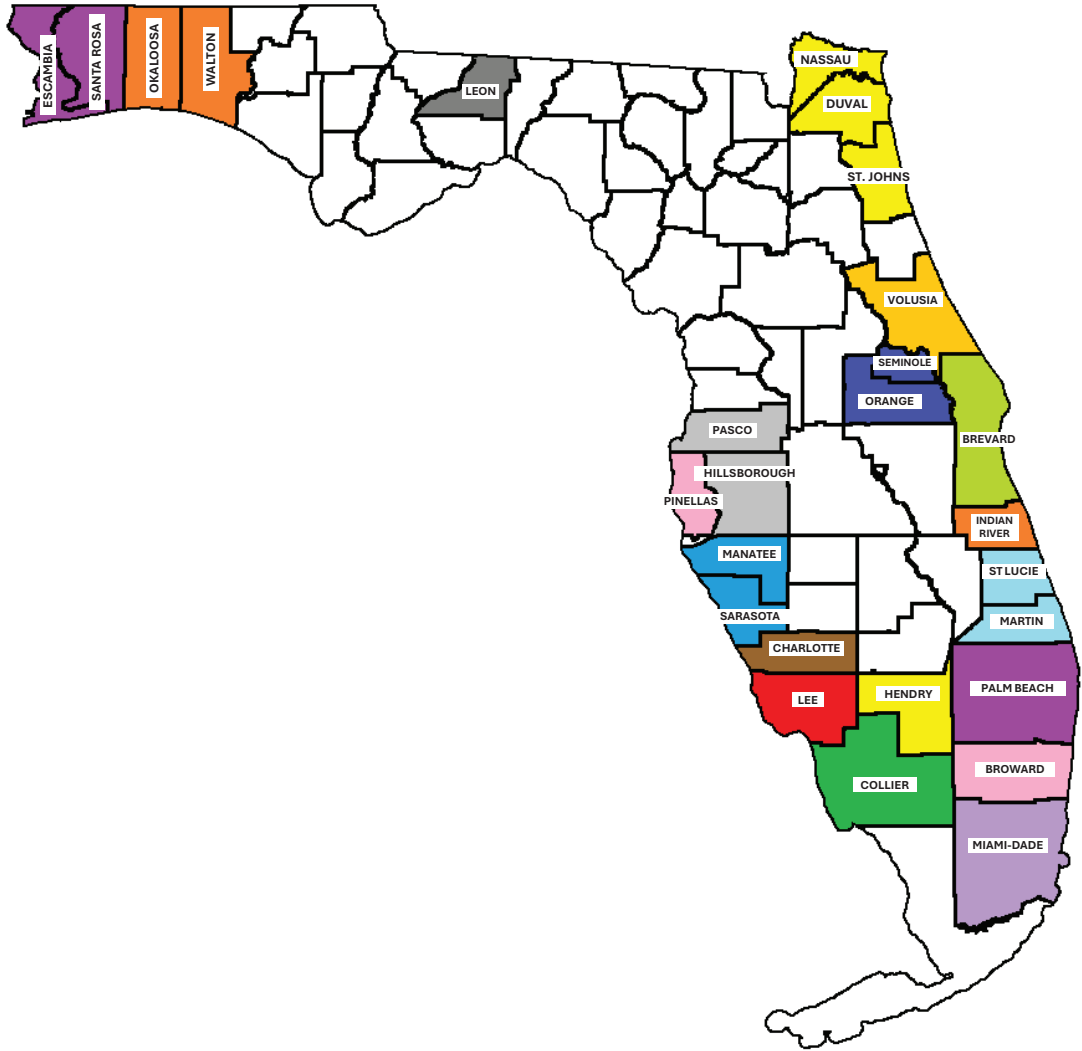 ESCAMBIA
SANTA ROSA
OKALOOSA
WALTON
LEON
NASSAU
DUVAL
ST. JOHNS
VOLUSIA
SEMINOLE
ORANGE
BREVARD
PASCO
HILLSBOROUGH
PINELLAS
INDIAN
RIVER
MANATEE
ST LUCIE
SARASOTA
MARTIN
CHARLOTTE
LEE
HENDRY
PALM BEACH
COLLIER
BROWARD
MIAMI-DADE